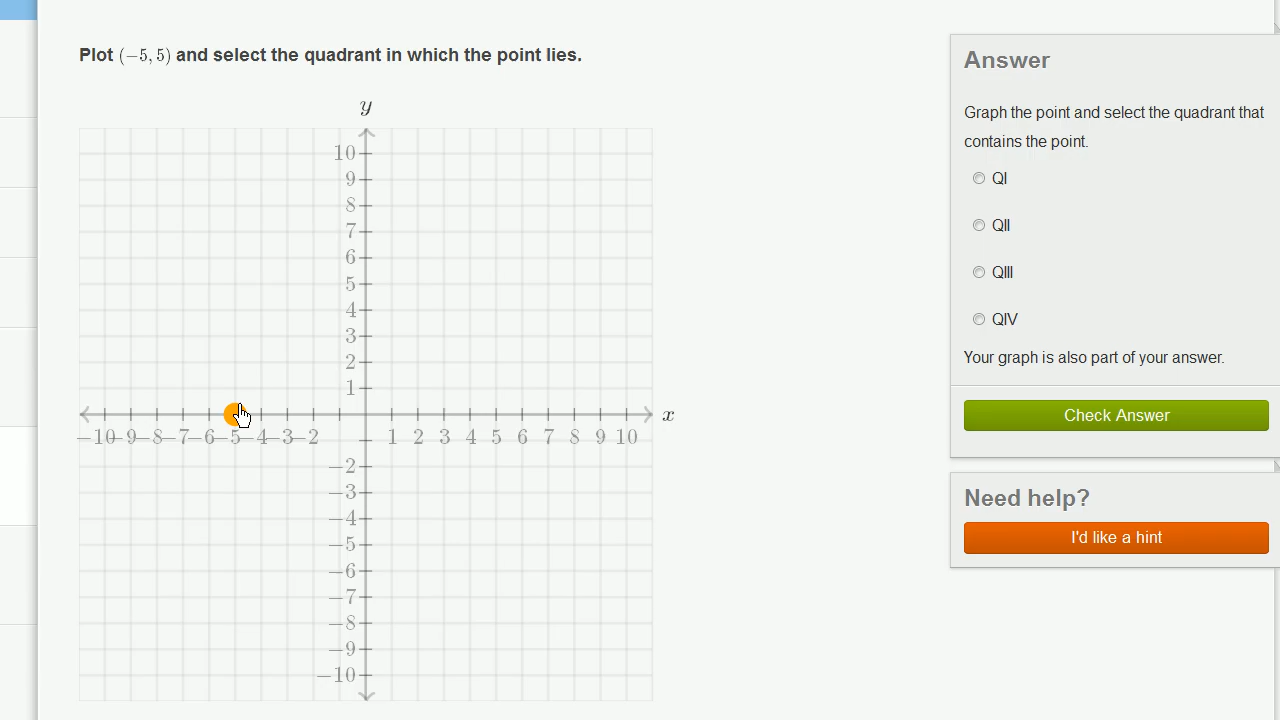 Plot (−5, 5) and select the quadrant in which the point lies.
y
10
9
8
7
6
5
4
3
2
1
x
−10 −9 −8 −7 −6 −5 −4 −3 −2 1 2 3 4 5 6 7 8 9 10
−2
−3
−4
−5
−6
−7
−8
−9
−10
Answer
Graph the point and select the quadrant that
contains the point.
QI
QII
QIII
QIV
Your graph is also part of your answer.
Check Answer
Need help?
I'd like a hint